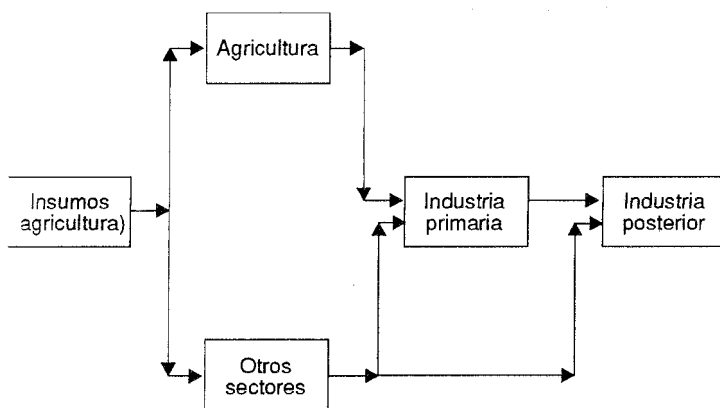 Agricultura
Insumos
agricultura)
Industria
primaria
Industria
posterior
Otros
sectores